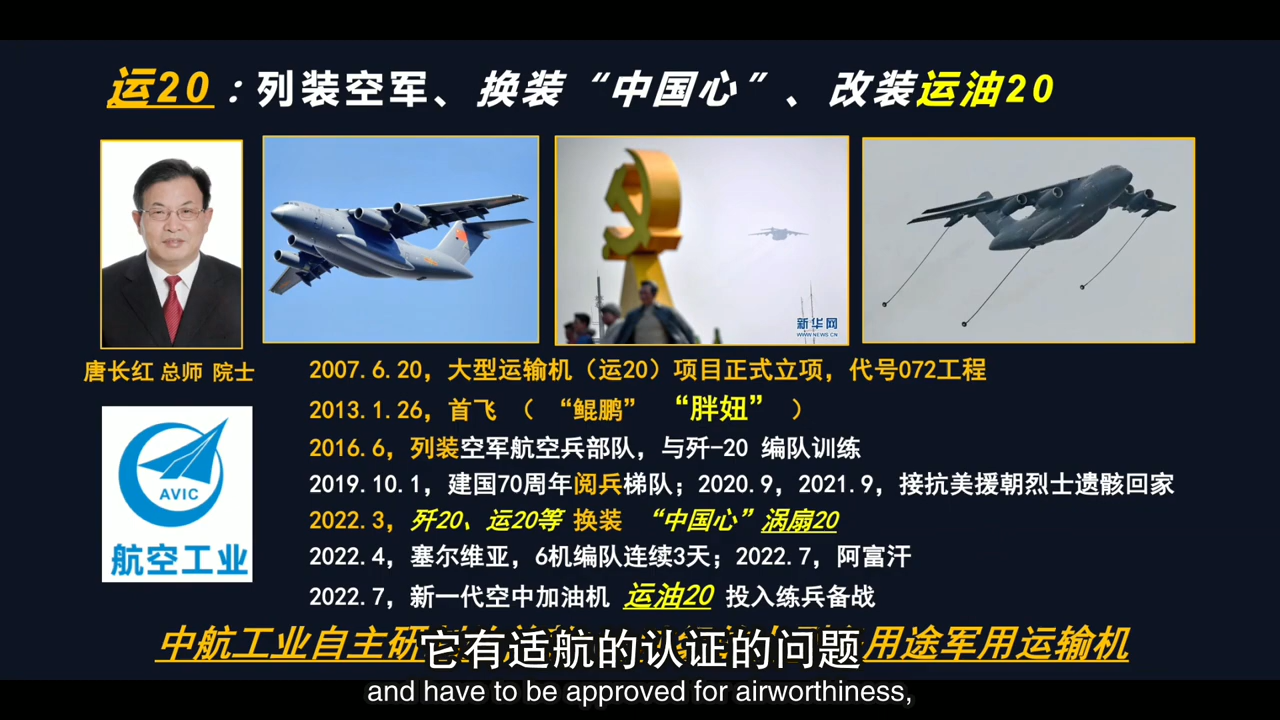 运20：列装空军、换装“中国心”、改装运油20
新华网
WWW.NEWS.CN
唐长红 总师 院士
AVIC
航空工业
2007.6.20，大型运输机（运20）项目正式立项，代号072工程
2013.1.26，首飞 （ “鲲鹏” “胖妞” ）
2016.6，列装空军航空兵部队，与歼-20 编队训练
2019.10.1，建国70周年阅兵梯队；2020.9，2021.9，接抗美援朝烈士遗骸回家
2022.3，歼20、运20等 换装 “中国心”涡扇20
2022.4，塞尔维亚，6机编队连续3天；2022.7，阿富汗
2022.7，新一代空中加油机 运油20 投入练兵备战
中航工业自主研 用途军用运输机
它有适航的认证的问题
and have to be approved for airworthiness,